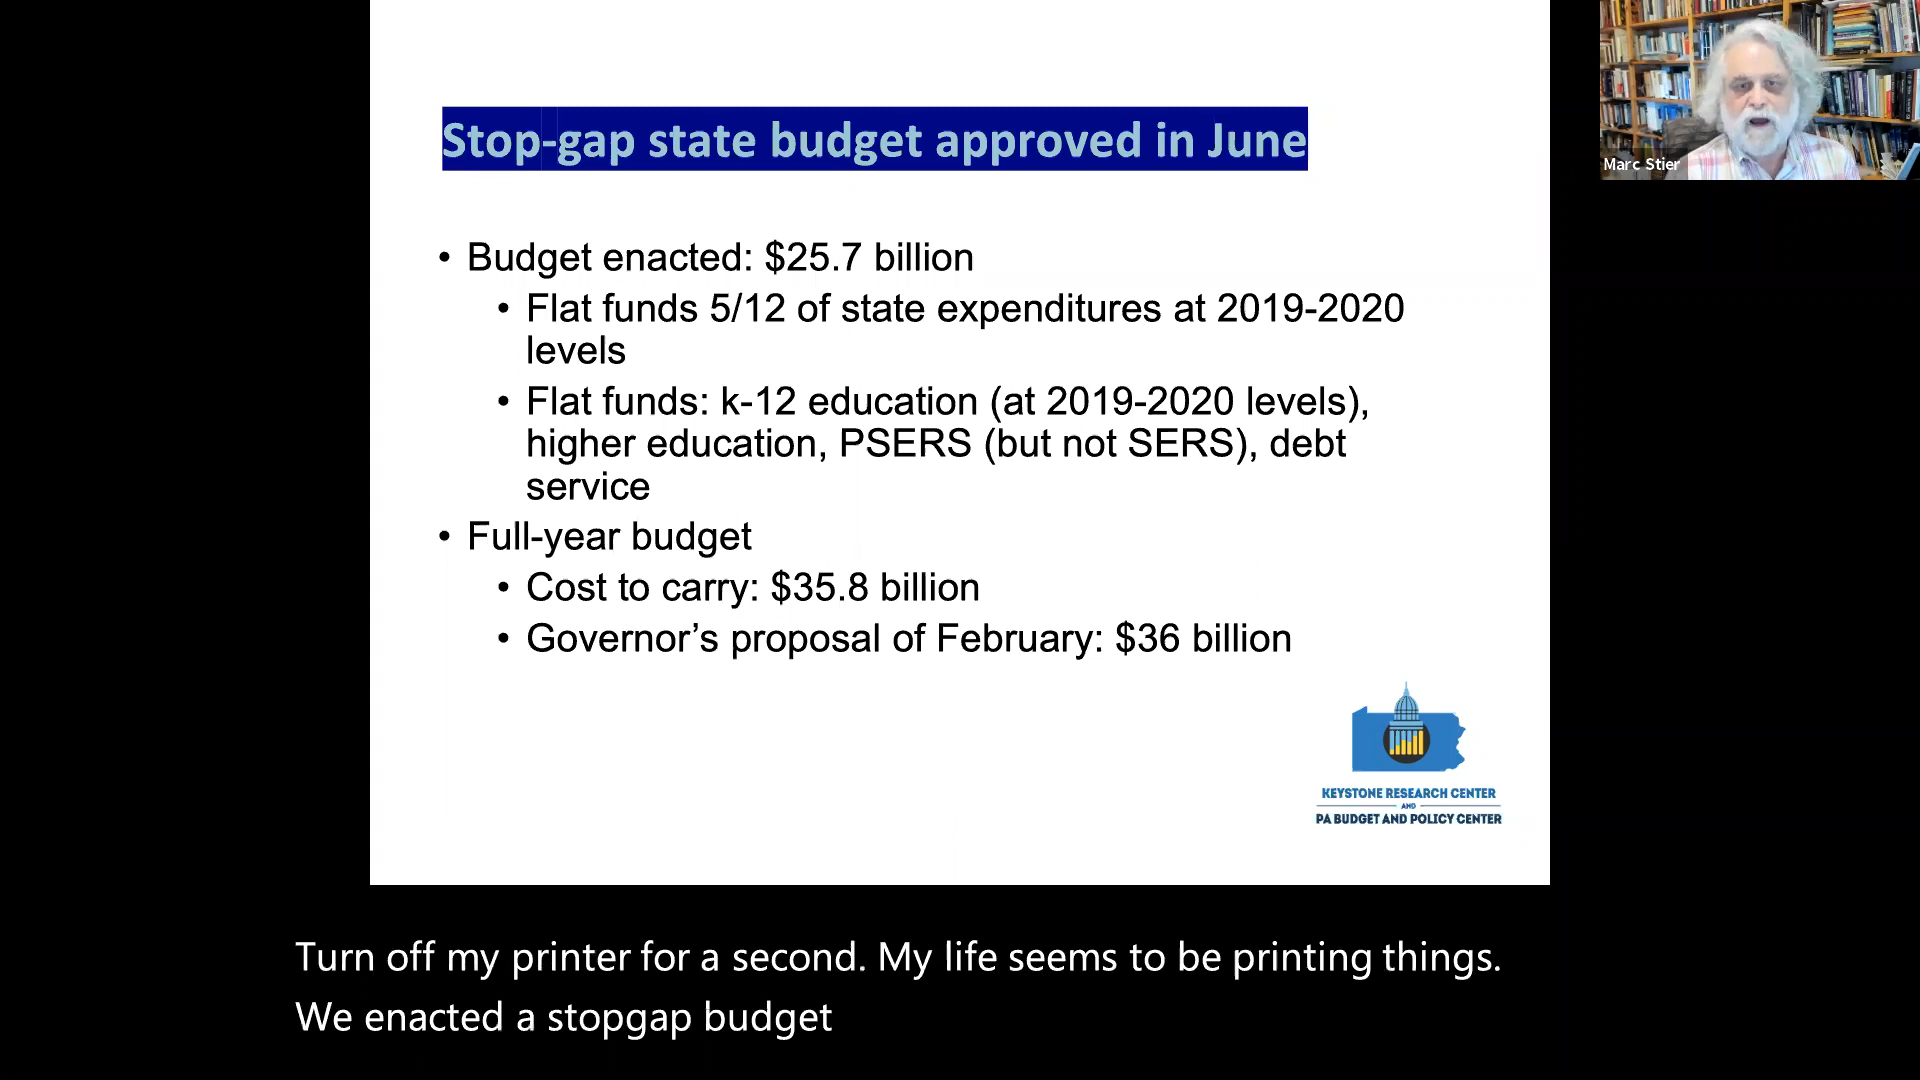 Stop-gap state budget approved in June
Marc Stier
• Budget enacted: $25.7 billion
• Flat funds 5/12 of state expenditures at 2019-2020
levels
• Flat funds: k-12 education (at 2019-2020 levels),
higher education, PSERS (but not SERS), debt
service
• Full-year budget
• Cost to carry: $35.8 billion
• Governor’s proposal of February: $36 billion
KEYSTONE RESEARCH CENTER
AND
PA BUDGET AND POLICY CENTER
Turn off my printer for a second. My life seems to be printing things.
We enacted a stopgap budget